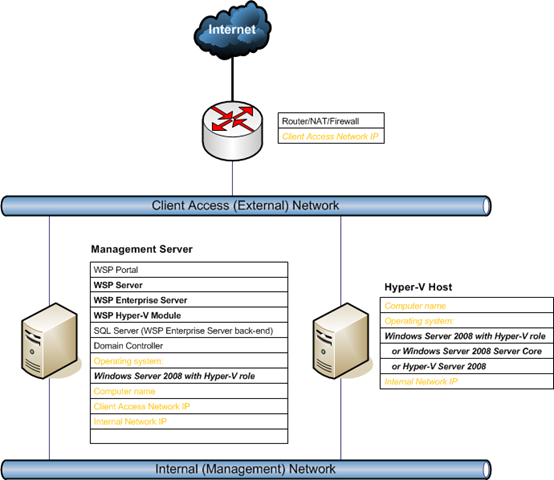 Internet
Router/NAT/Firewall
Client Access Network IP
Client Access (External) Network
Management Server
WSP Portal
WSP Server
WSP Enterprise Server
WSP Hyper-V Module
SQL Server (WSP Enterprise Server back-end)
Domain Controller
Operating system:
Windows Server 2008 with Hyper-V role
Computer name
Client Access Network IP
Internal Network IP
Hyper-V Host
Computer name
Operating system:
Windows Server 2008 with Hyper-V role
or Windows Server 2008 Server Core
or Hyper-V Server 2008
Internal Network IP
Internal (Management) Network